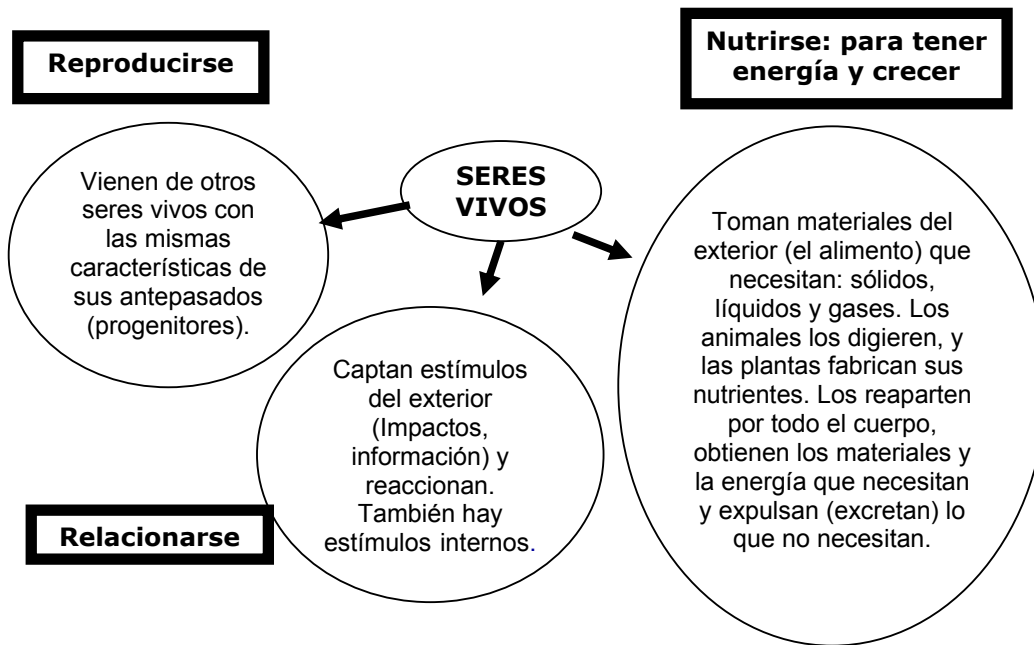 Reproducirse
Nutrirse: para tener
energía y crecer
SERES
VIVOS
Vienen de otros
seres vivos con
las mismas
características de
sus antepasados
(progenitores).
Captan estímulos
del exterior
(Impactos,
información) y
reaccionan.
También hay
estímulos internos.
Relacionarse
Toman materiales del
exterior (el alimento) que
necesitan: sólidos,
líquidos y gases. Los
animales los digieren, y
las plantas fabrican sus
nutrientes. Los reaparten
por todo el cuerpo,
obtienen los materiales y
la energía que necesitan
y expulsan (excretan) lo
que no necesitan.